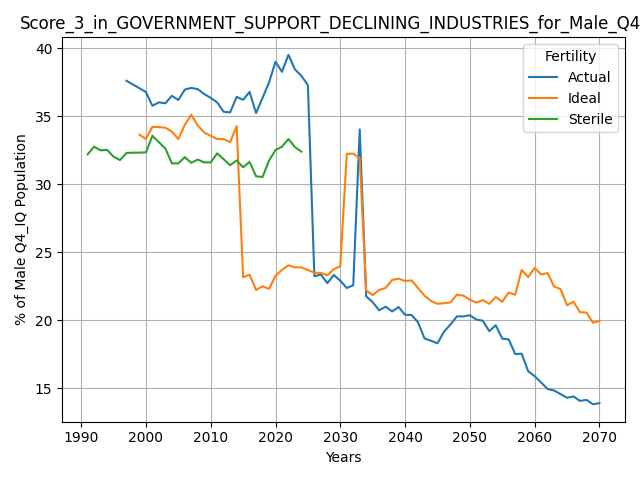 Score_3_in_GOVERNMENT_SUPPORT_DECLINING_INDUSTRIES_for_Male_Q4
Fertility
Actual
Ideal
Sterile
% of Male Q4_IQ Population
40
35
30
25
20
15
1990 2000 2010 2020 2030 2040 2050 2060 2070
Years